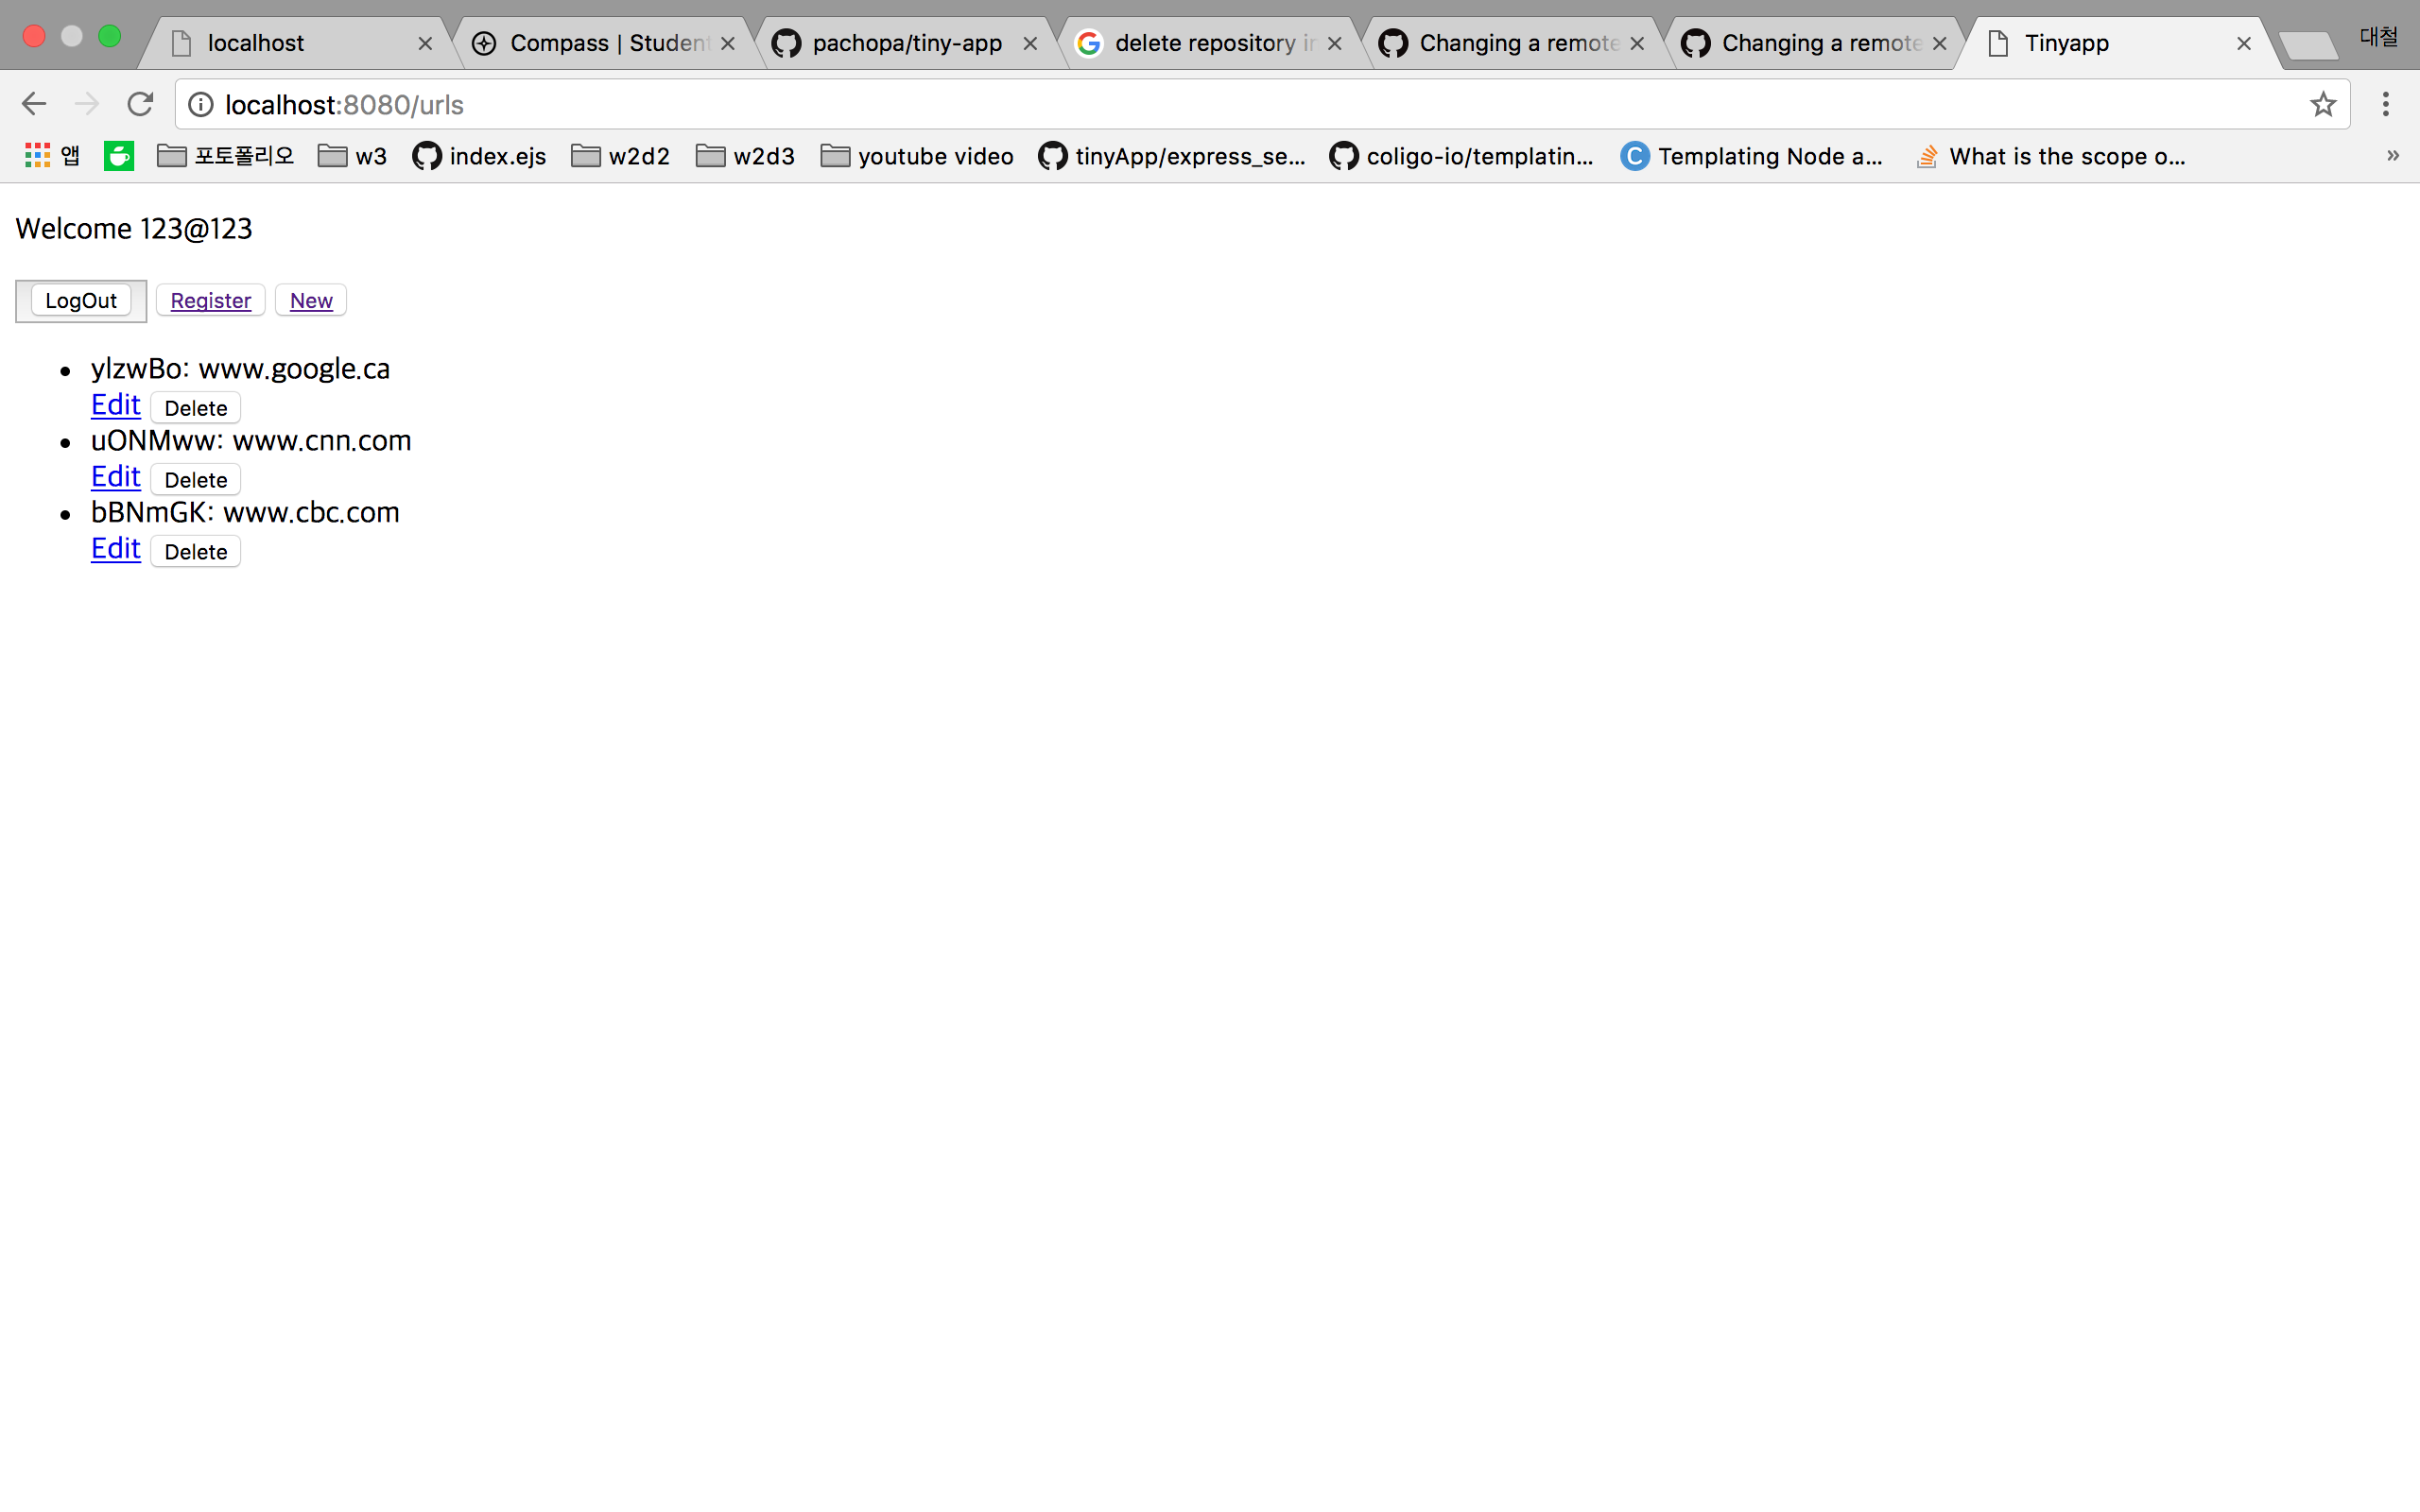 localhost
Compass | Student
pachopa/tiny-app
delete repository in
Changing a remote
Changing a remote
Tinyapp
대철
localhost:8080/urls
앱
포토폴리오
w3
index.ejs
w2d2
w2d3
youtube video
tinyApp/express_se...
coligo-io/templatin...
C Templating Node a...
What is the scope o...
»
Welcome 123@123
LogOut Register New
• ylzwBo: www.google.ca
Edit Delete
• uONMww: www.cnn.com
Edit Delete
• bBNmGK: www.cbc.com
Edit Delete